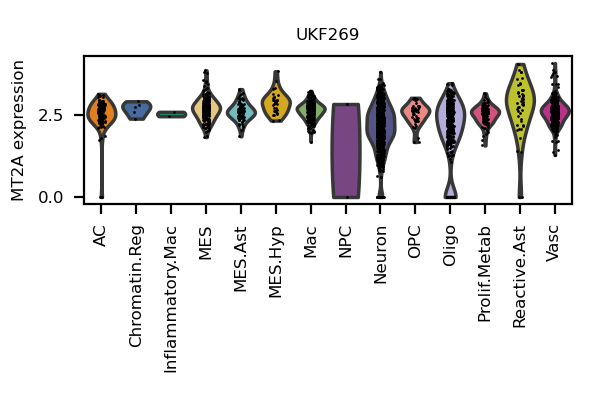 UKF269
MT2A expression
2.5
0.0
AC
Chromatin.Reg
Inflammatory.Mac
MES
MES.Ast
MES.Hyp
Mac
NPC
Neuron
OPC
Oligo
Prolif.Metab
Reactive.Ast
Vasc